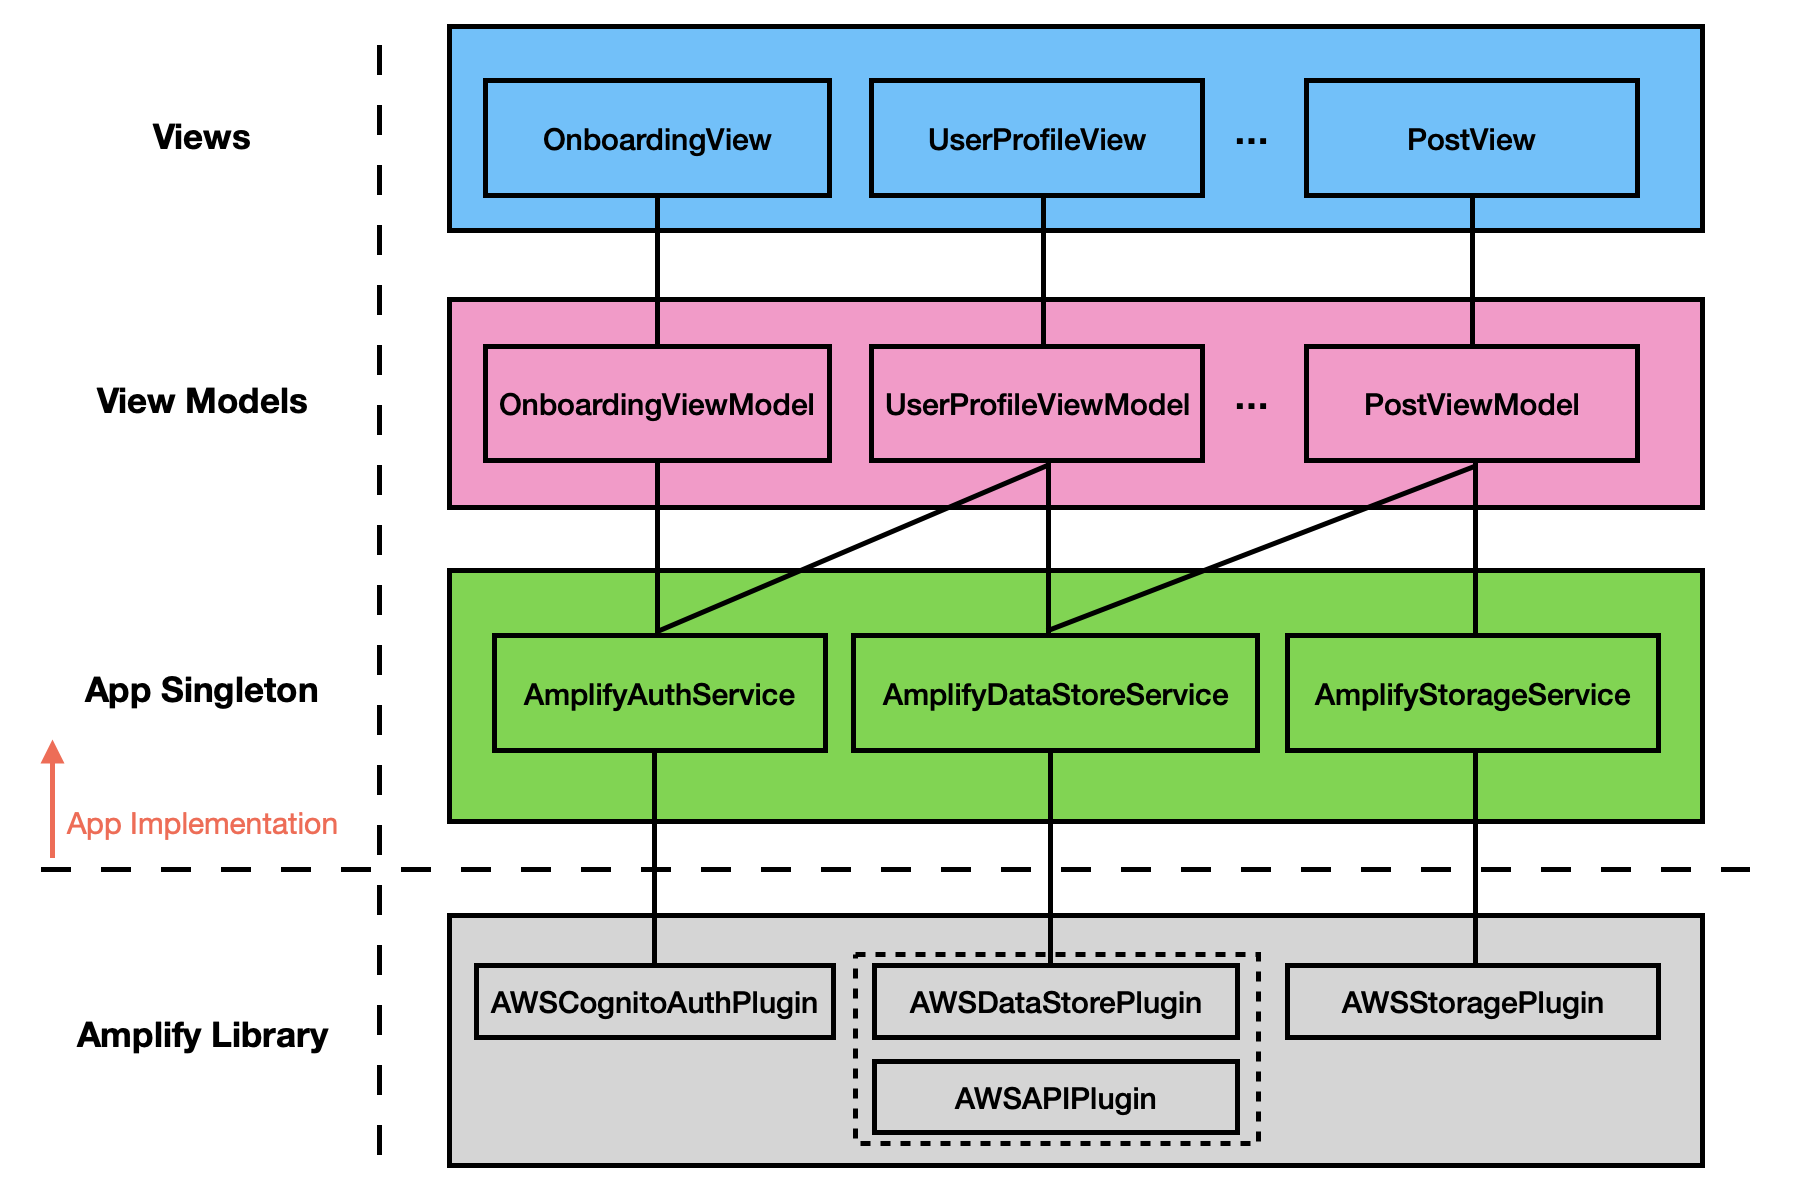 Views
OnboardingView
UserProfileView
...
PostView
View Models
OnboardingViewModel
UserProfileViewModel
...
PostViewModel
App Singleton
AmplifyAuthService
AmplifyDataStoreService
AmplifyStorageService
App Implementation
Amplify Library
AWSCognitoAuthPlugin
AWSDataStorePlugin
AWSStoragePlugin
AWSAPIPlugin